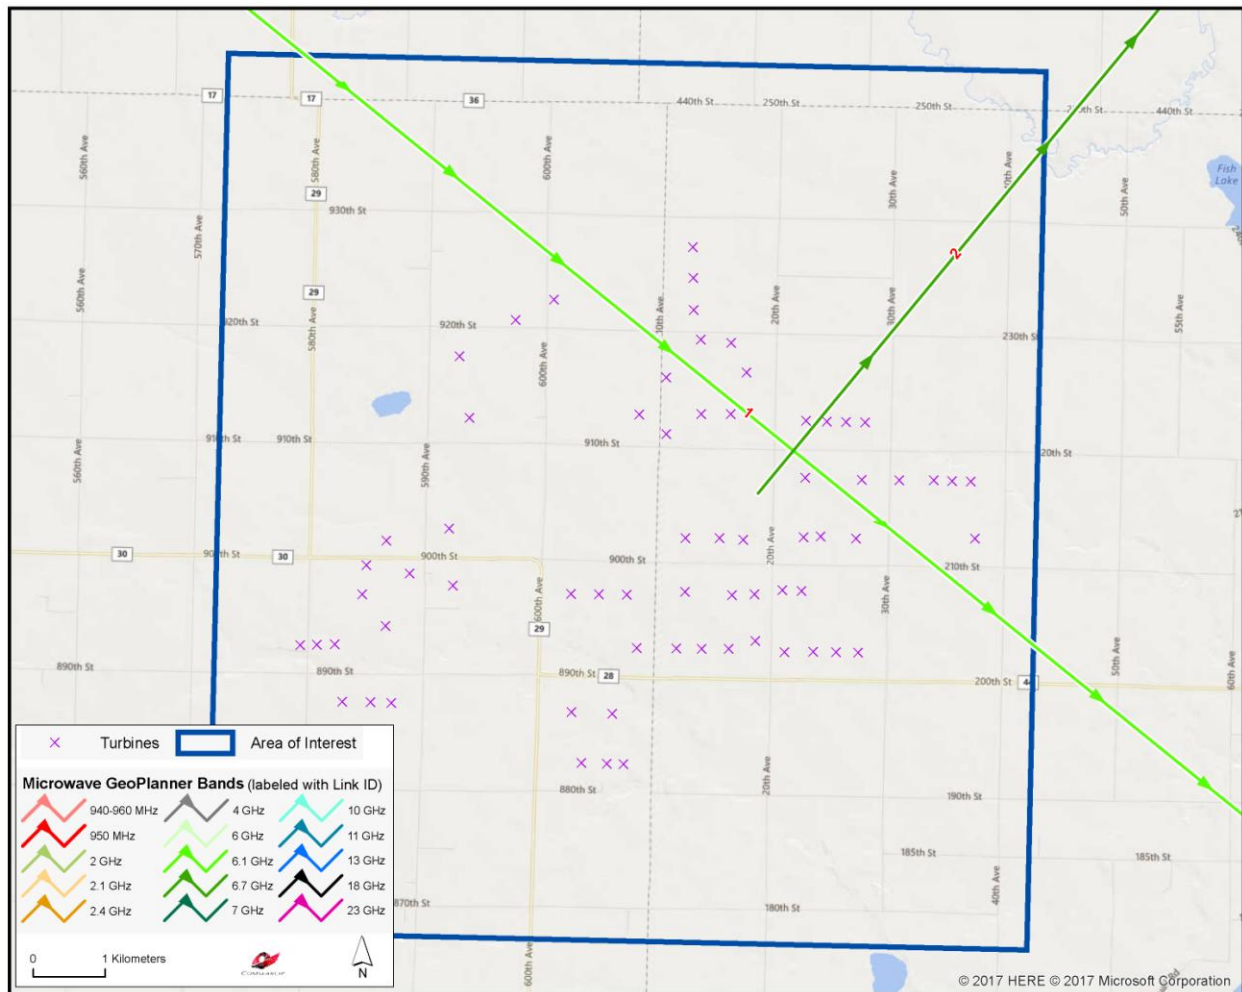 440th St
250th St
250th St
440th St
17
17
36
560th Ave
580th Ave
600th Ave
30th Ave
50th Ave
Fish
Lake
29
930th St
570th Ave
2
560th Ave
29
580th Ave
10th Ave
20th Ave
30th Ave
55th Ave
920th St
920th St
230th St
600th Ave
1
560th Ave
910th St
910th St
910th St
590th Ave
20th St
30
30
900th St
900th St
900th St
20th Ave
210th St
30th Ave
600th Ave
29
50th Ave
60th Ave
890th St
890th St
890th St
28
200th St
44
880th St
20th Ave
190th St
185th St
185th St
40th Ave
870th St
180th St
600th Ave
Turbines
Area of Interest
Microwave GeoPlanner Bands (labeled with Link ID)
940-960 MHz
4 GHz
10 GHz
950 MHz
6 GHz
11 GHz
2 GHz
6.1 GHz
13 GHz
2.1 GHz
6.7 GHz
18 GHz
2.4 GHz
7 GHz
23 GHz
0
1 Kilometers
COMSEARCH
N
© 2017 HERE © 2017 Microsoft Corporation